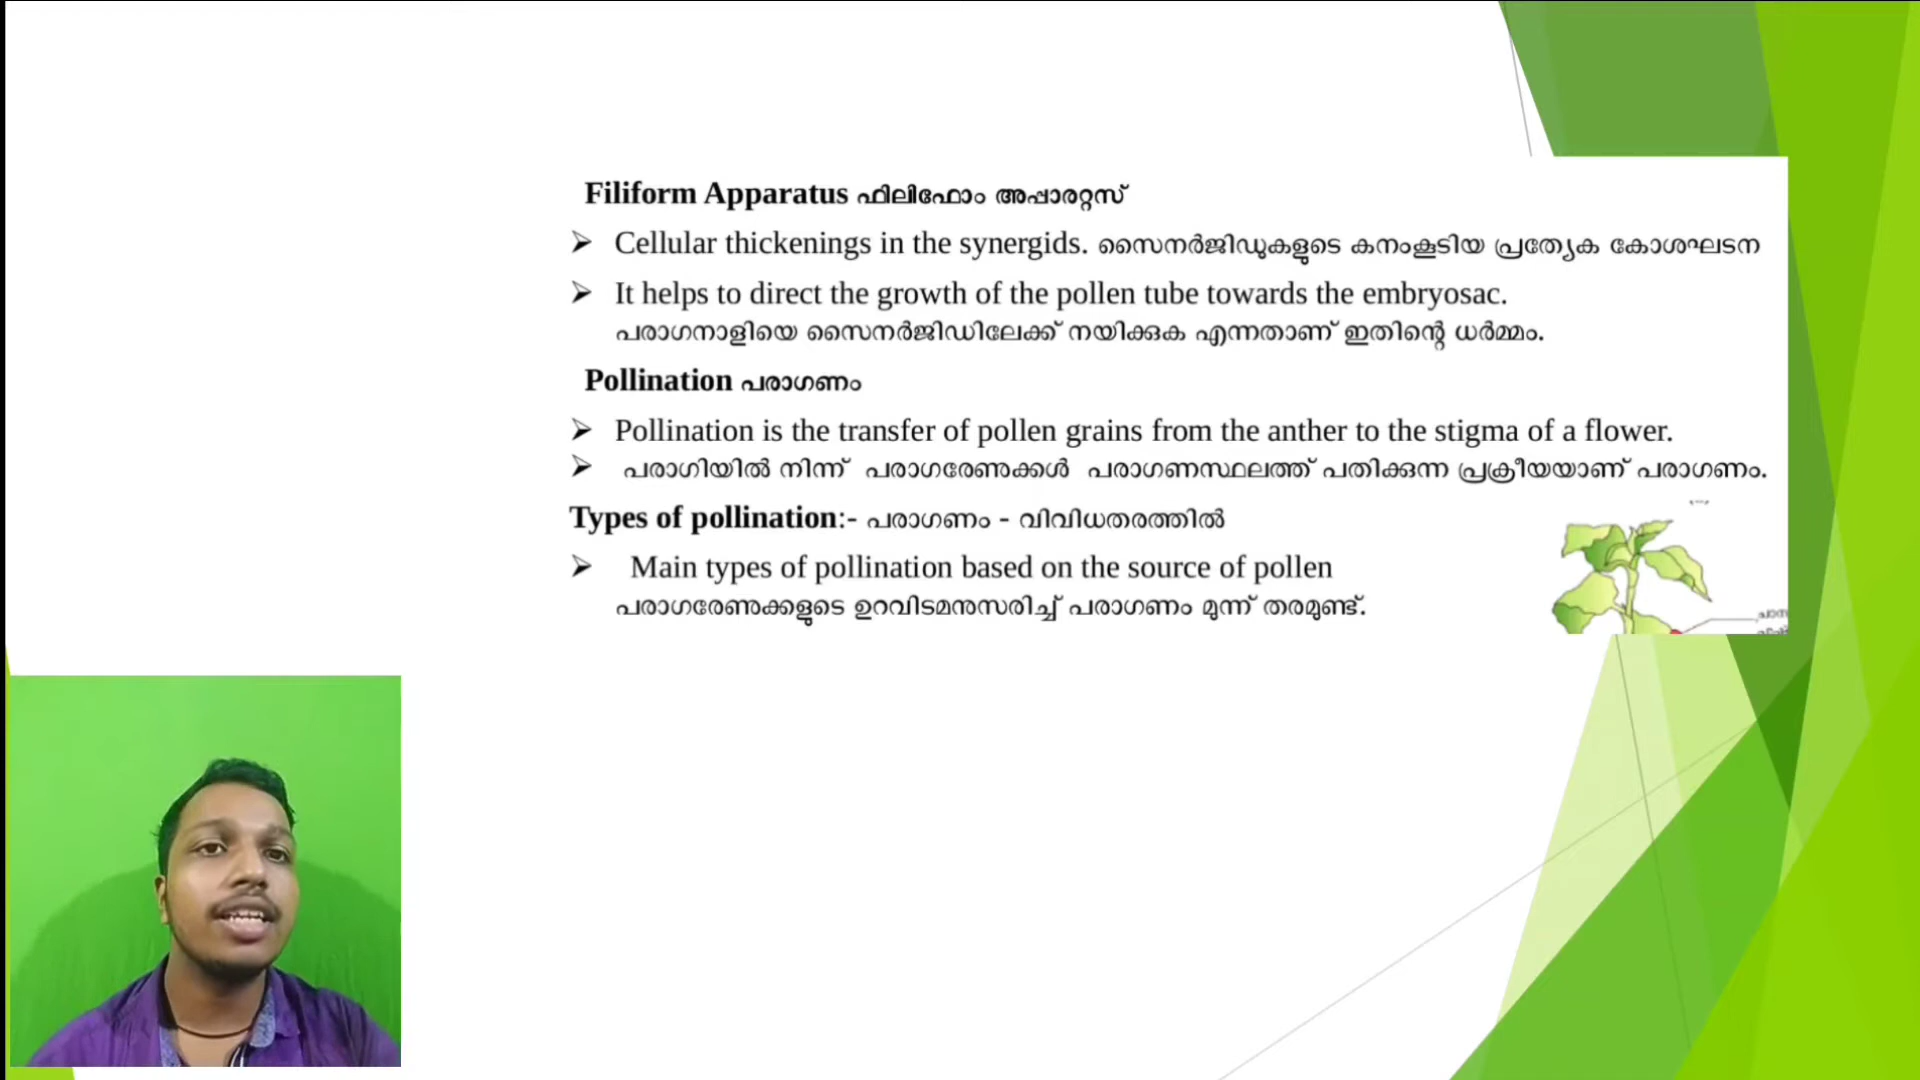 Filiform Apparatus ഫിലിഫോം അപ്പാരറ്റസ്
➤ Cellular thickenings in the synergids. സൈനർജിഡുകളുടെ കനംകൂടിയ പ്രത്യേക കോശഘടന
➤ It helps to direct the growth of the pollen tube towards the embryosac.
പരാഗനാളിയെ സൈനർജിഡിലേക്ക് നയിക്കുക എന്നതാണ് ഇതിന്റെ ധർമ്മം.
Pollination പരാഗണം
➤ Pollination is the transfer of pollen grains from the anther to the stigma of a flower.
➤ പരാഗിയിൽ നിന്ന് പരാഗരേണുക്കൾ പരാഗണസ്ഥലത്ത് പതിക്കുന്ന പ്രക്രീയയാണ് പരാഗണം.
Types of pollination:- പരാഗണം - വിവിധതരത്തിൽ
➤ Main types of pollination based on the source of pollen
പരാഗരേണുക്കളുടെ ഉറവിടമനുസരിച്ച് പരാഗണം മുന്ന് തരമുണ്ട്.